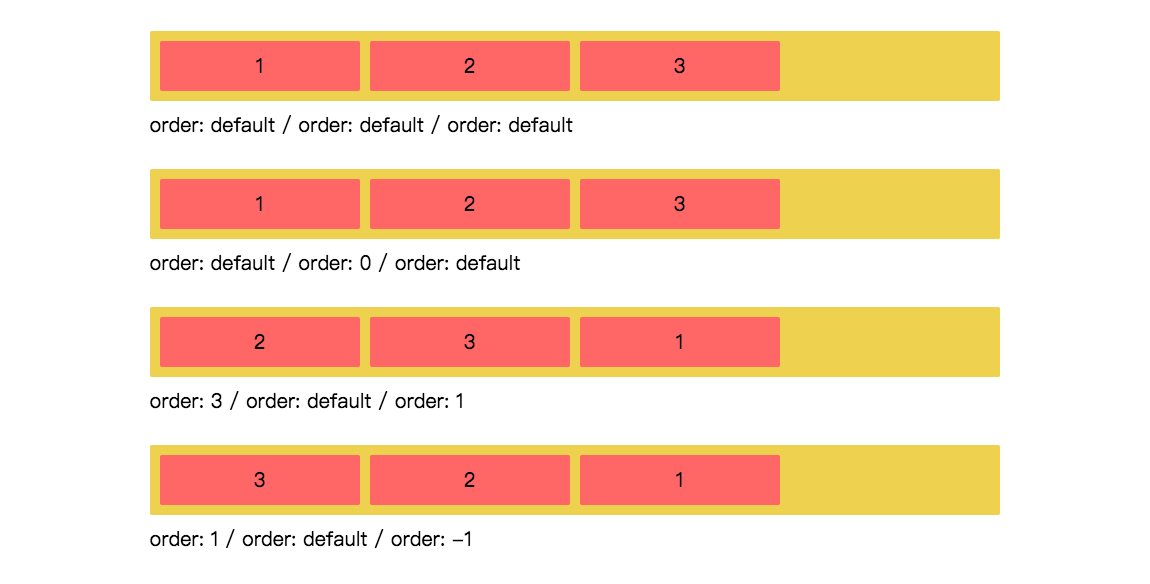 1 2 3
order: default / order: default / order: default
1 2 3
order: default / order: 0 / order: default
2 3 1
order: 3 / order: default / order: 1
3 2 1
order: 1 / order: default / order: –1